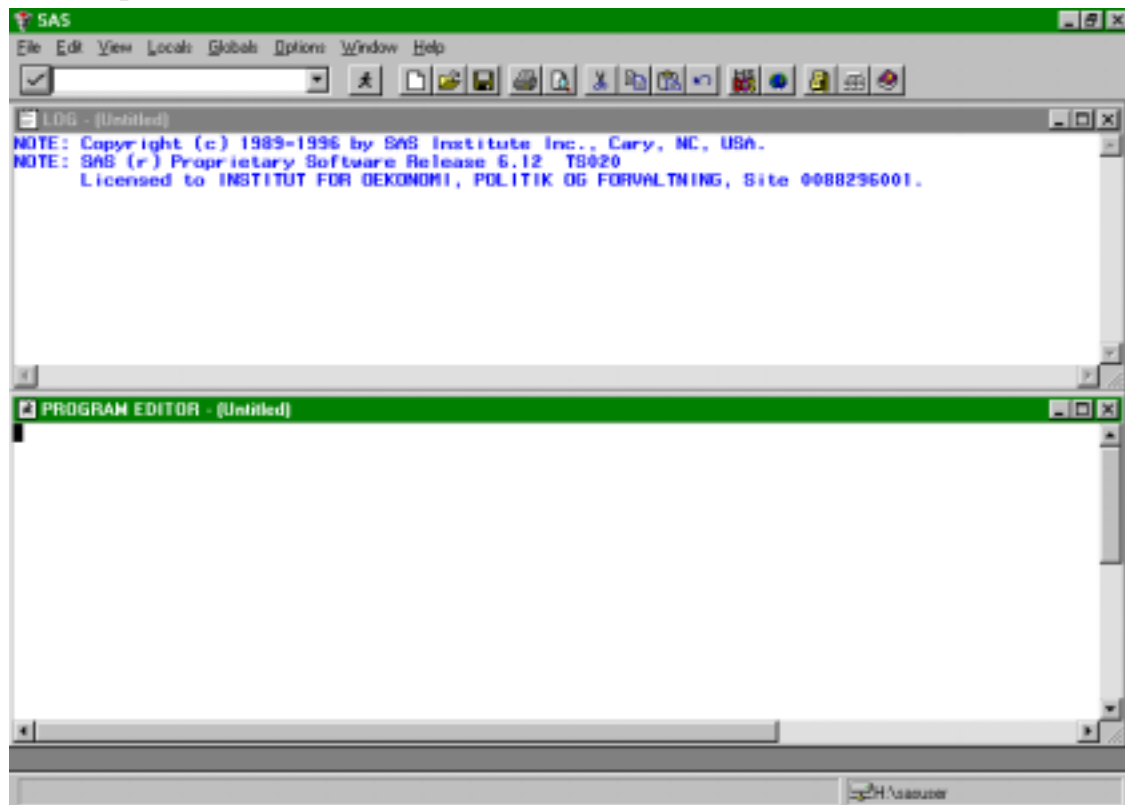 SAS
File Edit View Locals Globals Options Window Help
LOG - (Untitled)
NOTE: Copyright (c) 1989-1996 by SAS Institute Inc., Cary, NC, USA.
NOTE: SAS (r) Proprietary Software Release 6.12 TS020
Licensed to INSTITUT FOR OEKONOMI, POLITIK OG FORVALTNING, Site 0088296001.
PROGRAM EDITOR - (Untitled)
H:\sasuser